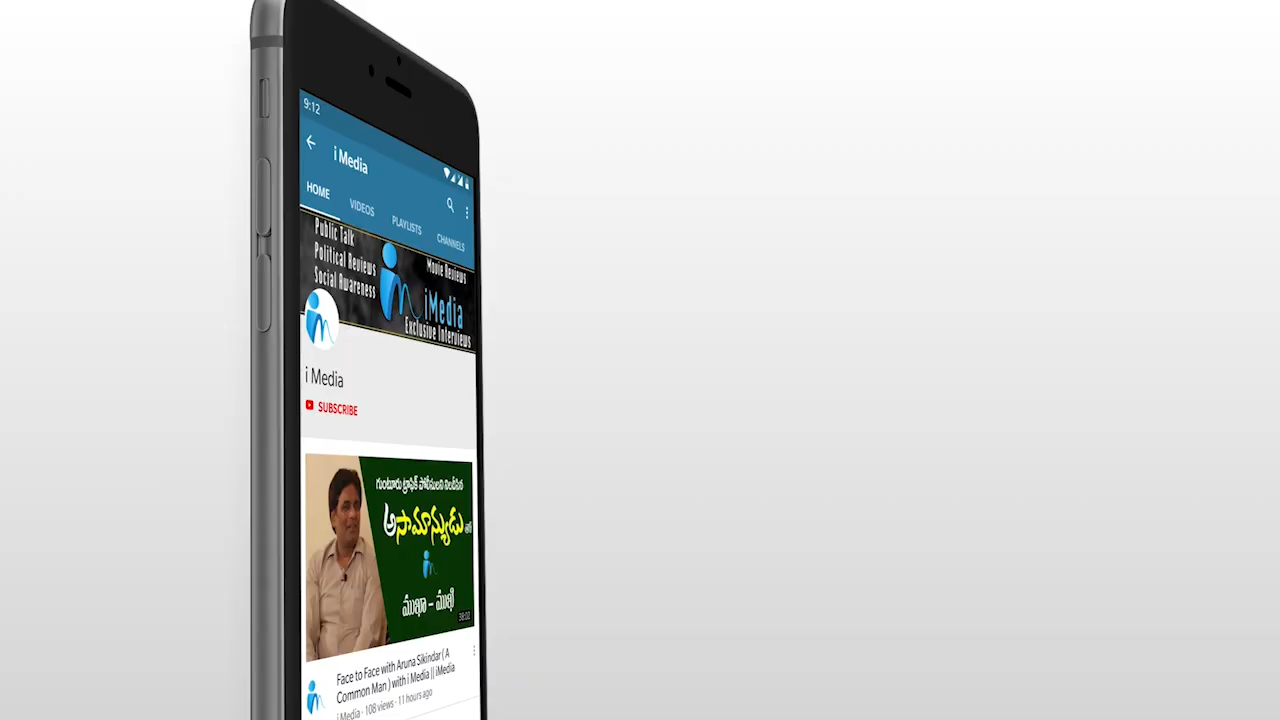 9:12
i Media
HOME
VIDEOS
PLAYLISTS
CHANNELS
Public Talk
Political Reviews
Social Awareness
Movie Reviews
iMedia
Exclusive Interviews
i Media
SUBSCRIBE
గుంటూరు ట్రాఫిక్ పోలీసులని నిలదీసిన
అసామాన్యుడు తో
ముఖా - ముఖి
38:02
Face to Face with Aruna Sikindar ( A
Common Man ) with i Media || iMedia
i Media · 108 views · 11 hours ago